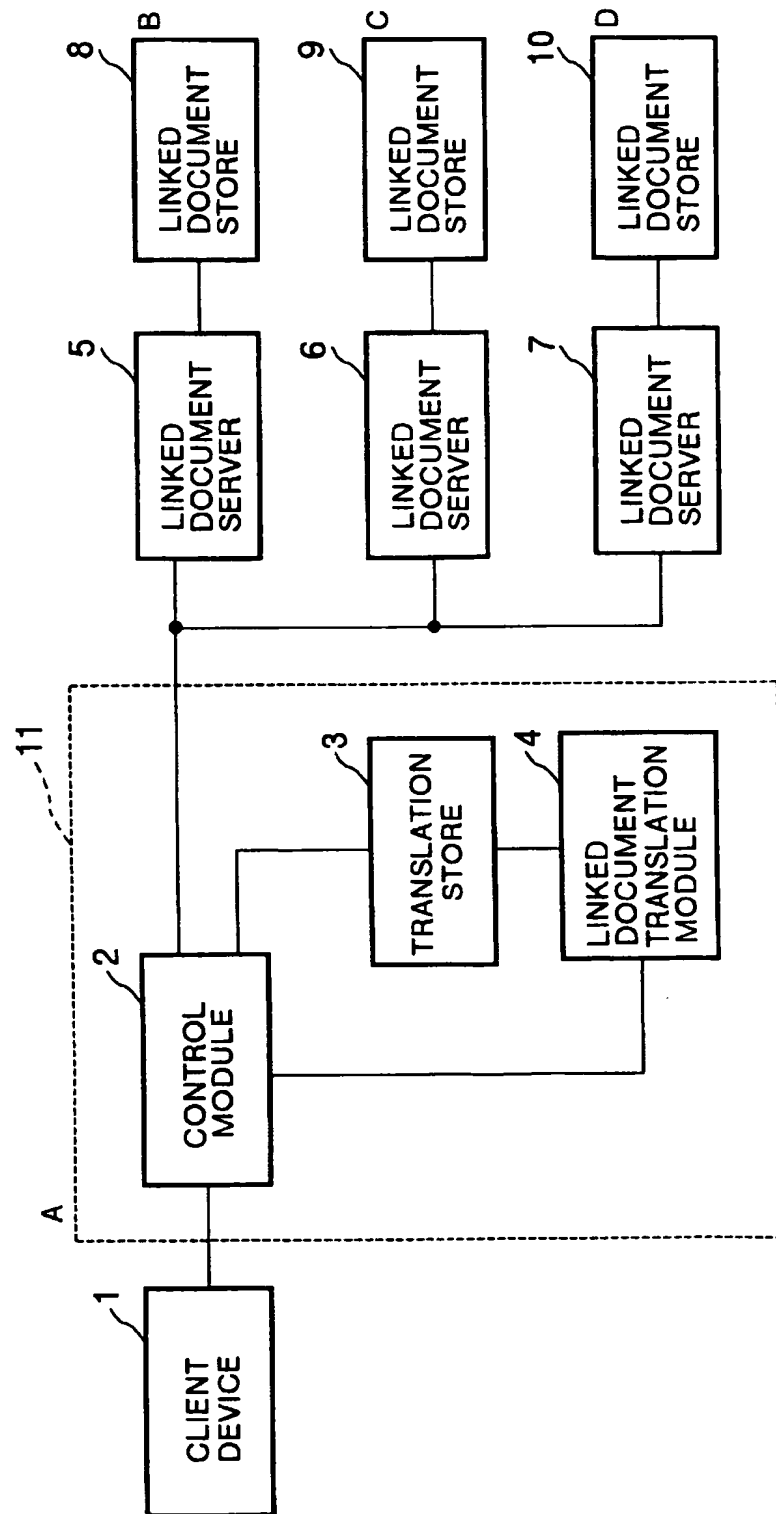 1
CLIENT
DEVICE
A
11
2
CONTROL
MODULE
3
TRANSLATION
STORE
4
LINKED
DOCUMENT
TRANSLATION
MODULE
5
LINKED
DOCUMENT
SERVER
8
B
LINKED
DOCUMENT
STORE
6
LINKED
DOCUMENT
SERVER
9
C
LINKED
DOCUMENT
STORE
7
LINKED
DOCUMENT
SERVER
10
D
LINKED
DOCUMENT
STORE